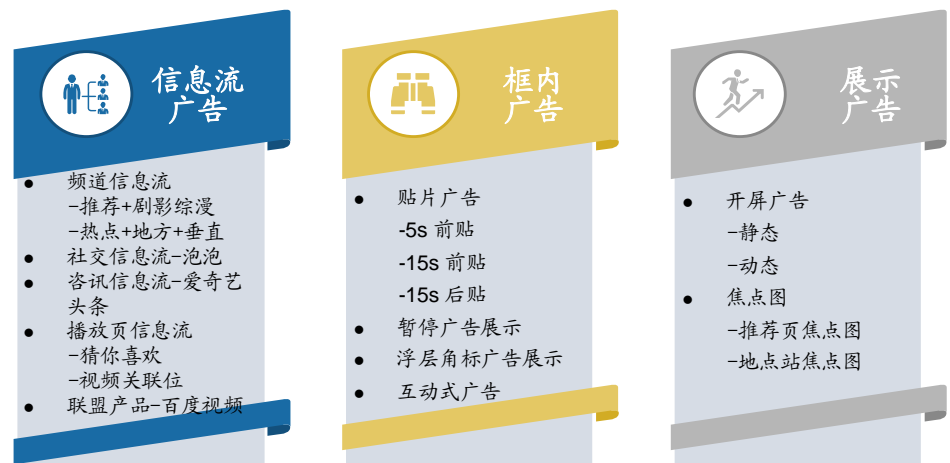 信息流
广告
● 频道信息流
-推荐+剧影综漫
-热点+地方+垂直
● 社交信息流-泡泡
● 咨讯信息流-爱奇艺
头条
● 播放页信息流
-猜你喜欢
-视频关联位
● 联盟产品-百度视频
框内
广告
● 贴片广告
-5s 前贴
-15s 前贴
-15s 后贴
● 暂停广告展示
● 浮层角标广告展示
● 互动式广告
展示
广告
● 开屏广告
-静态
-动态
● 焦点图
-推荐页焦点图
-地点站焦点图